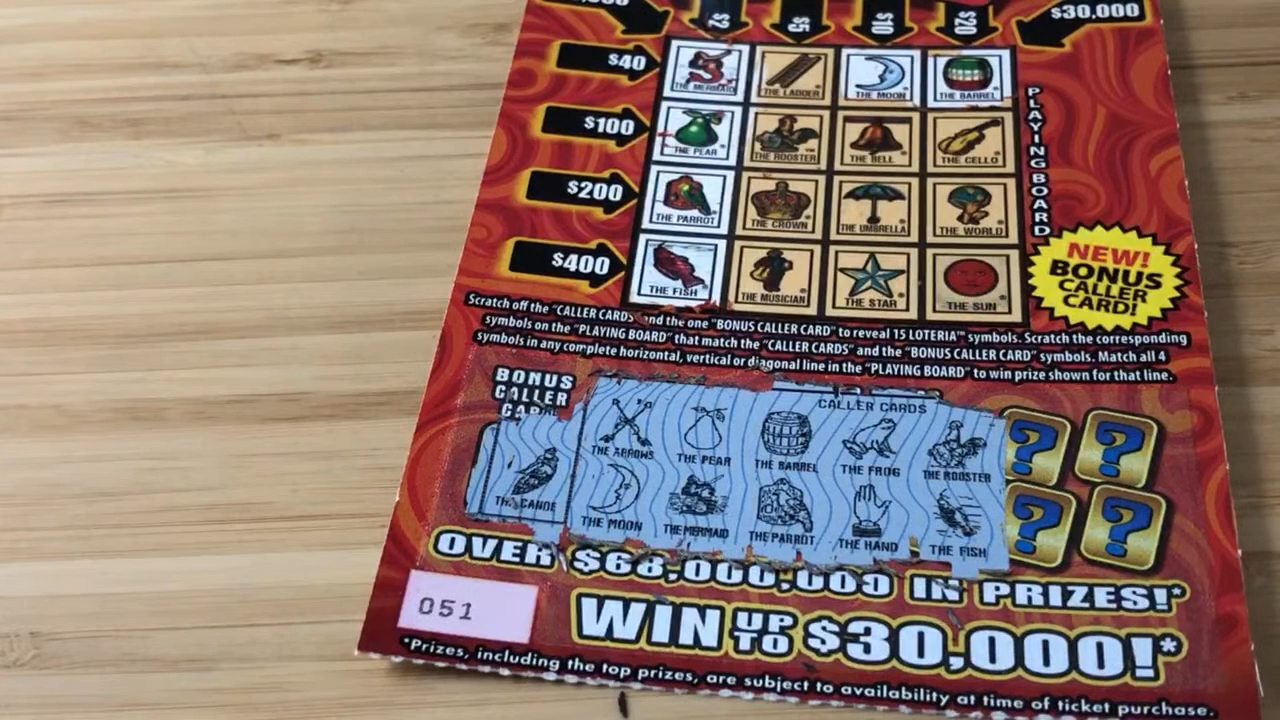 $2 $5 $10 $20 $30,000
$40
THE MERMAID THE LADDER THE MOON THE BARREL
$100
THE PEAR THE ROOSTER THE BELL THE CELLO
$200
THE PARROT THE CROWN THE UMBRELLA THE WORLD
$400
THE FISH THE MUSICIAN THE STAR THE SUN
PLAYING BOARD
NEW!
BONUS
CALLER
CARD!
Scratch off the "CALLER CARDS" and the one "BONUS CALLER CARD" to reveal 15 LOTERIA™ symbols. Scratch the corresponding
symbols on the "PLAYING BOARD" that match the "CALLER CARDS" and the "BONUS CALLER CARD" symbols. Match all 4
symbols in any complete horizontal, vertical or diagonal line in the "PLAYING BOARD" to win prize shown for that line.
BONUS
CALLER
CARD
CALLER CARDS
THE ARROWS THE PEAR THE BARREL THE FROG THE ROOSTER
? ?
THE CANOE THE MOON THE MERMAID THE PARROT THE HAND THE FISH
? ?
OVER $68,000,000 IN PRIZES!*
051
WIN UP TO $30,000!*
*Prizes, including the top prizes, are subject to availability at time of ticket purchase.